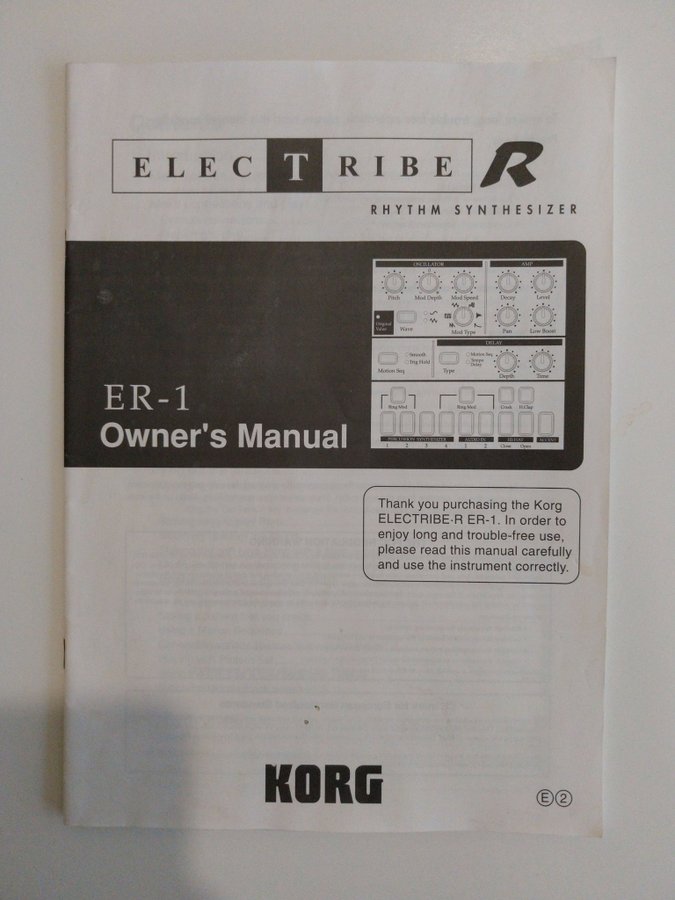 ELECTRIBE R
RHYTHM SYNTHESIZER
OSCILLATOR AMP
Pitch Mod Depth Mod Speed Decay Level
Original Value Wave Mod Type Pan Low Boost
DELAY
Smooth
Trig Hold
Motion Seq
Motion Seq Type
Tempo Delay
Depth Time
Ring Mod Ring Mod Crash H.Clap
PERCUSSION SYNTHESIZER AUDIO IN HI HAT ACCENT
1 2 3 4 1 2 Close Open
ER-1
Owner's Manual
Thank you purchasing the Korg
ELECTRIBE·R ER-1. In order to
enjoy long and trouble-free use,
please read this manual carefully
and use the instrument correctly.
KORG
E 2